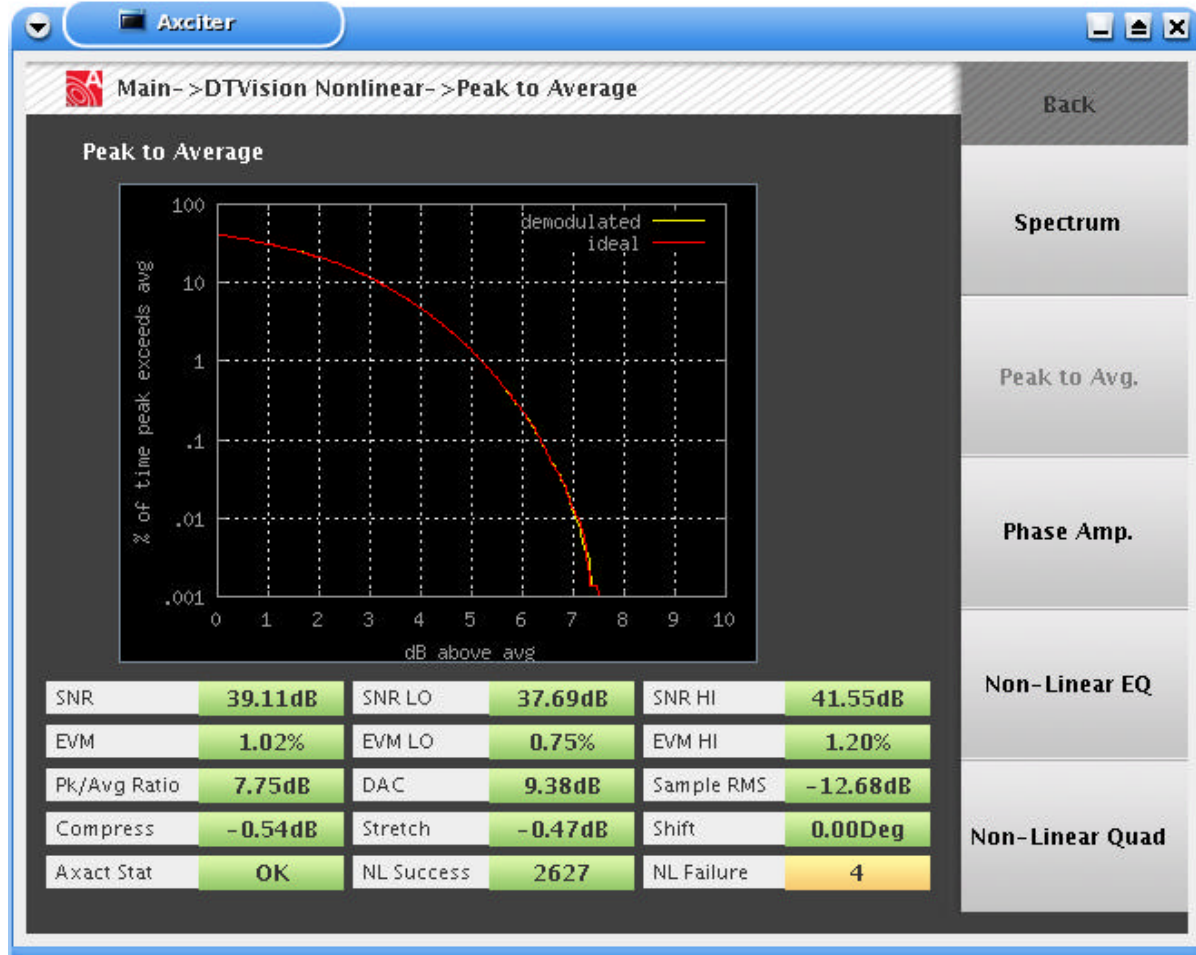 Axciter
A
Main->DTVision Nonlinear->Peak to Average
Back
Peak to Average
Spectrum
Peak to Avg.
Phase Amp.
Non-Linear EQ
Non-Linear Quad
demodulated
ideal
% of time peak exceeds avg
100
10
1
.1
.01
.001
0 1 2 3 4 5 6 7 8 9 10
dB above avg
SNR 39.11dB SNR LO 37.69dB SNR HI 41.55dB
EVM 1.02% EVM LO 0.75% EVM HI 1.20%
Pk/Avg Ratio 7.75dB DAC 9.38dB Sample RMS -12.68dB
Compress -0.54dB Stretch -0.47dB Shift 0.00Deg
Axact Stat OK NL Success 2627 NL Failure 4